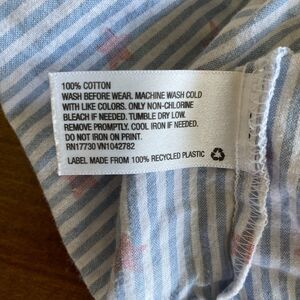 100% COTTON
WASH BEFORE WEAR. MACHINE WASH COLD
WITH LIKE COLORS. ONLY NON-CHLORINE
BLEACH IF NEEDED. TUMBLE DRY LOW.
REMOVE PROMPTLY. COOL IRON IF NEEDED.
DO NOT IRON ON PRINT.
RN17730 VN1042782
LABEL MADE FROM 100% RECYCLED PLASTIC